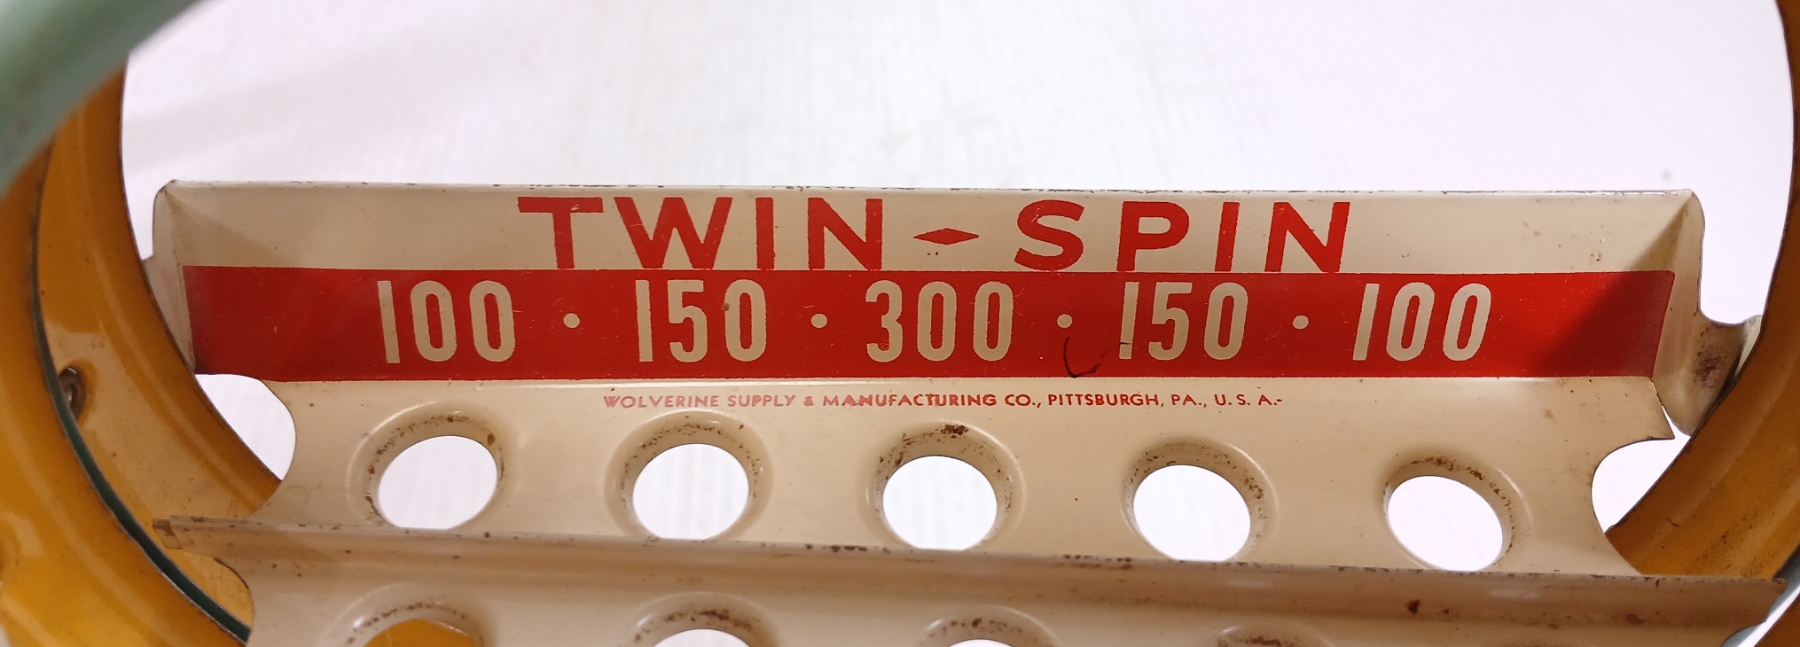 TWIN-SPIN
100 • 150 • 300 • 150 • 100
WOLVERINE SUPPLY & MANUFACTURING CO., PITTSBURGH, PA., U. S. A.-